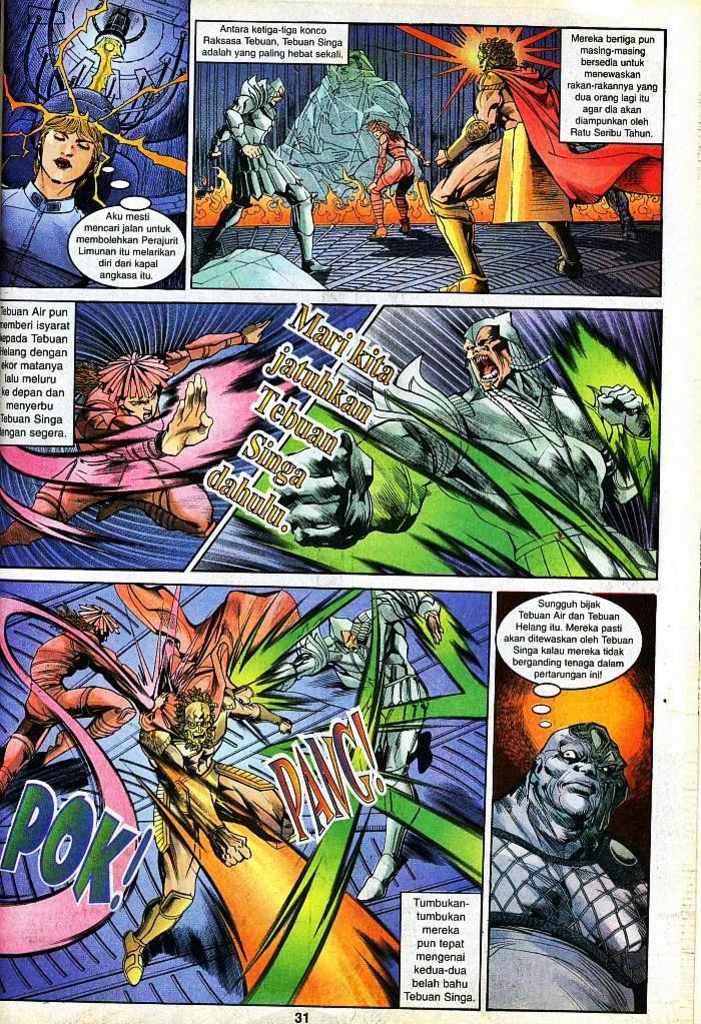 Aku mesti
mencari jalan untuk
membolehkan Perajurit
Limunan itu melarikan
diri dari kapal
angkasa itu.
Antara ketiga-tiga konco
Raksasa Tebuan, Tebuan Singa
adalah yang paling hebat sekali.
Mereka bertiga pun
masing-masing
bersedia untuk
menewaskan
rakan-rakannya yang
dua orang lagi itu
agar dia akan
diampunkan oleh
Ratu Seribu Tahun.
Tebuan Air pun
memberi isyarat
kepada Tebuan
Helang dengan
ekor matanya
lalu meluru
ke depan dan
menyerbu
Tebuan Singa
dengan segera.
Mari kita
jatuhkan
Tebuan
Singa
dahulu.
POK!
PANG!
Tumbukan-
tumbukan
mereka
pun tepat
mengenai
kedua-dua
belah bahu
Tebuan Singa.
Sungguh bijak
Tebuan Air dan Tebuan
Helang itu. Mereka pasti
akan ditewaskan oleh Tebuan
Singa kalau mereka tidak
berganding tenaga dalam
pertarungan ini!
31